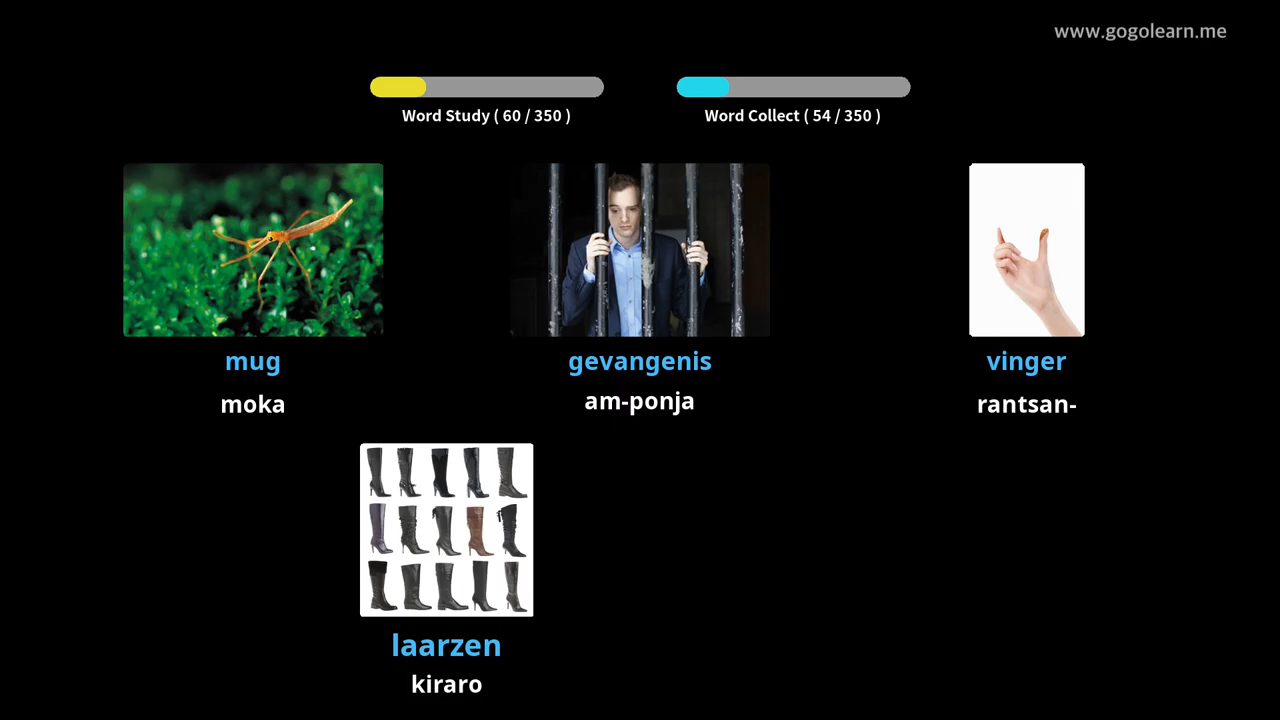 www.gogolearn.me
Word Study ( 60 / 350 )
Word Collect ( 54 / 350 )
mug
moka
gevangenis
am-ponja
vinger
rantsan-
laarzen
kiraro